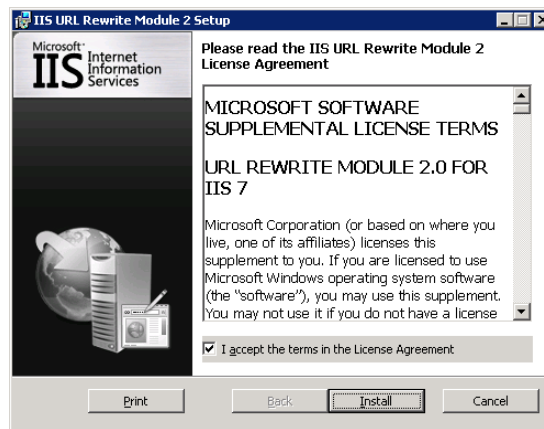 IIS URL Rewrite Module 2 Setup
Microsoft
IIS Internet
Information
Services
Please read the IIS URL Rewrite Module 2
License Agreement
MICROSOFT SOFTWARE
SUPPLEMENTAL LICENSE TERMS
URL REWRITE MODULE 2.0 FOR
IIS 7
Microsoft Corporation (or based on where you
live, one of its affiliates) licenses this
supplement to you. If you are licensed to use
Microsoft Windows operating system software
(the “software”), you may use this supplement.
You may not use it if you do not have a license
I accept the terms in the License Agreement
Print
Back
Install
Cancel